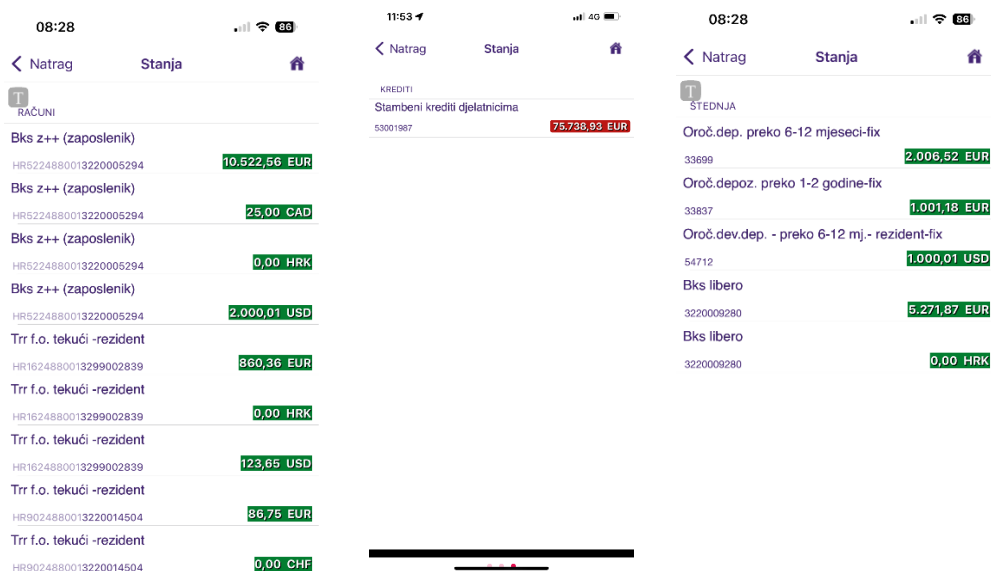 08:28
86
Natrag
Stanja
T
RAČUNI
Bks z++ (zaposlenik)
HR5224880013220005294
10.522,56 EUR
Bks z++ (zaposlenik)
HR5224880013220005294
25,00 CAD
Bks z++ (zaposlenik)
HR5224880013220005294
0,00 HRK
Bks z++ (zaposlenik)
HR5224880013220005294
2.000,01 USD
Trr f.o. tekući -rezident
HR1624880013299002839
860,36 EUR
Trr f.o. tekući -rezident
HR1624880013299002839
0,00 HRK
Trr f.o. tekući -rezident
HR1624880013299002839
123,65 USD
Trr f.o. tekući -rezident
HR9024880013220014504
86,75 EUR
Trr f.o. tekući -rezident
HR9024880013220014504
0,00 CHF
11:53
4G
Natrag
Stanja
KREDITI
Stambeni krediti djelatnicima
53001987
75.738,93 EUR
08:28
86
Natrag
Stanja
T
ŠTEDNJA
Oroč.dep. preko 6-12 mjeseci-fix
33699
2.006,52 EUR
Oroč.depoz. preko 1-2 godine-fix
33837
1.001,18 EUR
Oroč.dev.dep. - preko 6-12 mj.- rezident-fix
54712
1.000,01 USD
Bks libero
3220009280
5.271,87 EUR
Bks libero
3220009280
0,00 HRK